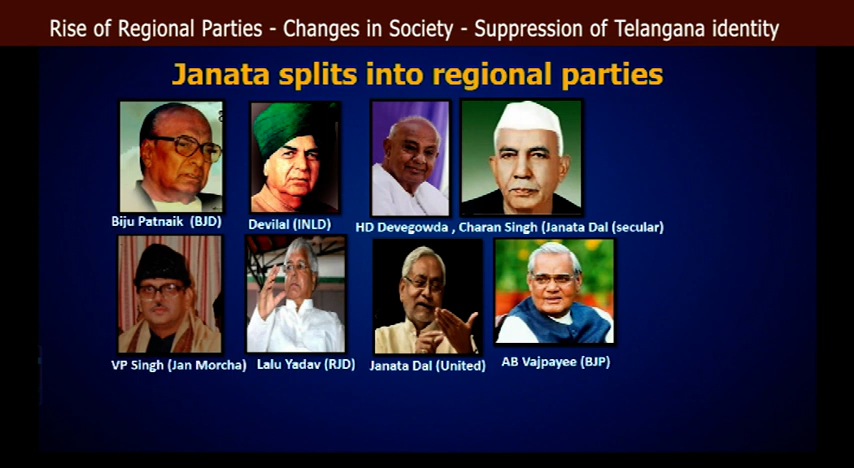 Rise of Regional Parties - Changes in Society - Suppression of Telangana identity
Janata splits into regional parties
Biju Patnaik (BJD)
Devilal (INLD)
HD Devegowda , Charan Singh (Janata Dal (secular)
VP Singh (Jan Morcha)
Lalu Yadav (RJD)
Janata Dal (United)
AB Vajpayee (BJP)